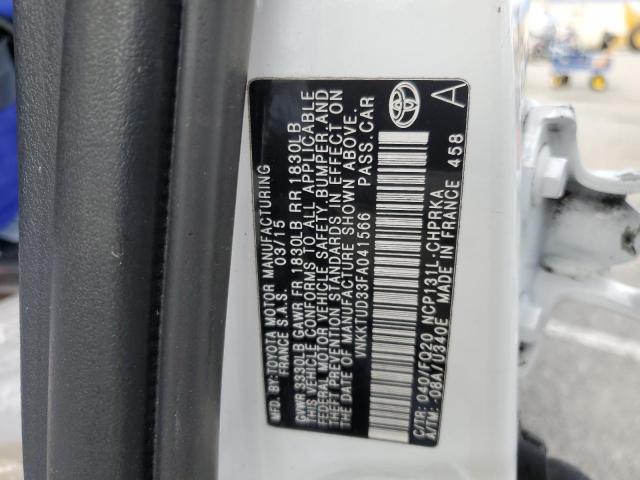 MFD. BY: TOYOTA MOTOR MANUFACTURING
FRANCE S.A.S. 03/15
GVWR 3330LB GAWR FR 1830LB RR 1830LB
THIS VEHICLE CONFORMS TO ALL APPLICABLE
FEDERAL MOTOR VEHICLE SAFETY, BUMPER AND
THEFT PREVENTION STANDARDS IN EFFECT ON
THE DATE OF MANUFACTURE SHOWN ABOVE.
VNKKTUD33FA041566 PASS.CAR
C/TR: 040/FQ20 NCP131L-CHPRKA
A/TM: -08A/U340E MADE IN FRANCE 458
A